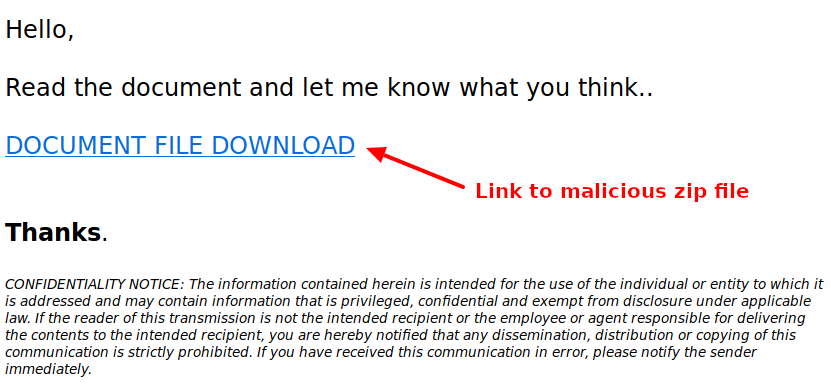 Hello,
Read the document and let me know what you think..
DOCUMENT FILE DOWNLOAD
Link to malicious zip file
Thanks.
CONFIDENTIALITY NOTICE: The information contained herein is intended for the use of the individual or entity to which it
is addressed and may contain information that is privileged, confidential and exempt from disclosure under applicable
law. If the reader of this transmission is not the intended recipient or the employee or agent responsible for delivering
the contents to the intended recipient, you are hereby notified that any dissemination, distribution or copying of this
communication is strictly prohibited. If you have received this communication in error, please notify the sender
immediately.